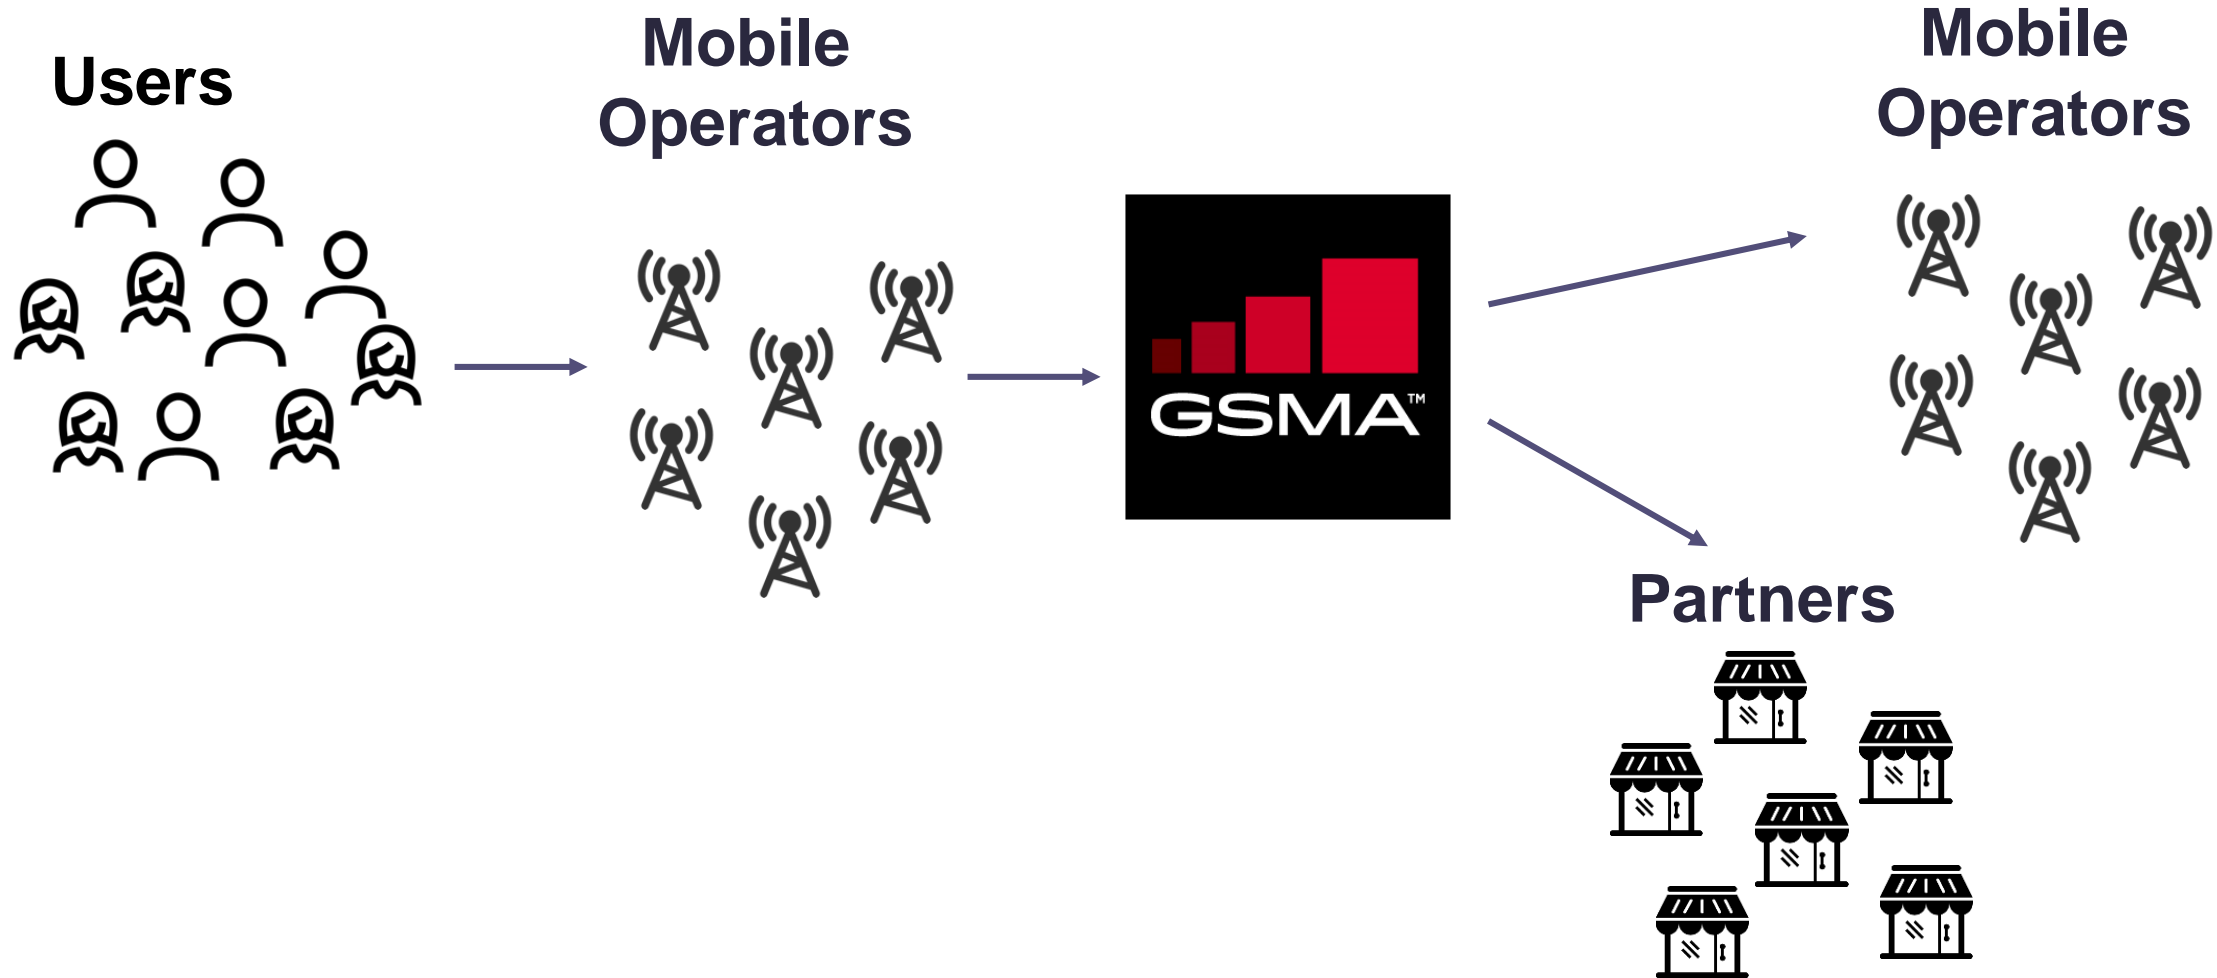 Users
Mobile
Operators
GSMA™
Mobile
Operators
Partners